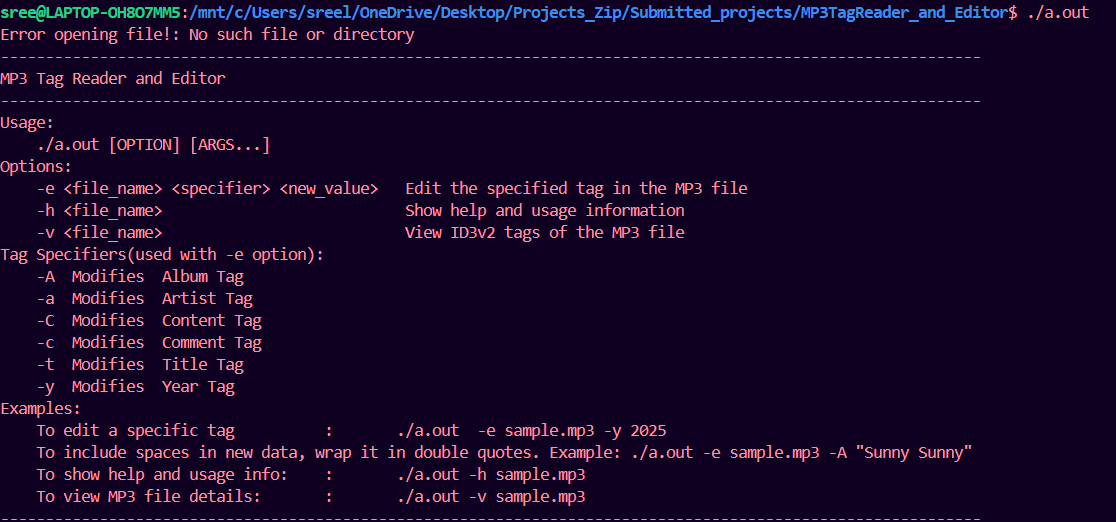 sree@LAPTOP-OH8O7MM5:/mnt/c/Users/sreel/OneDrive/Desktop/Projects_Zip/Submitted_projects/MP3TagReader_and_Editor$ ./a.out
Error opening file!: No such file or directory
-------------------------------------------------------------------------------------------------------------
MP3 Tag Reader and Editor
-------------------------------------------------------------------------------------------------------------
Usage:
    ./a.out [OPTION] [ARGS...]
Options:
    -e <file_name> <specifier> <new_value>   Edit the specified tag in the MP3 file
    -h <file_name>                           Show help and usage information
    -v <file_name>                           View ID3v2 tags of the MP3 file
Tag Specifiers(used with -e option):
    -A  Modifies  Album Tag
    -a  Modifies  Artist Tag
    -C  Modifies  Content Tag
    -c  Modifies  Comment Tag
    -t  Modifies  Title Tag
    -y  Modifies  Year Tag
Examples:
    To edit a specific tag          :       ./a.out  -e sample.mp3 -y 2025
    To include spaces in new data, wrap it in double quotes. Example: ./a.out -e sample.mp3 -A "Sunny Sunny"
    To show help and usage info:    :       ./a.out -h sample.mp3
    To view MP3 file details:       :       ./a.out -v sample.mp3
-------------------------------------------------------------------------------------------------------------